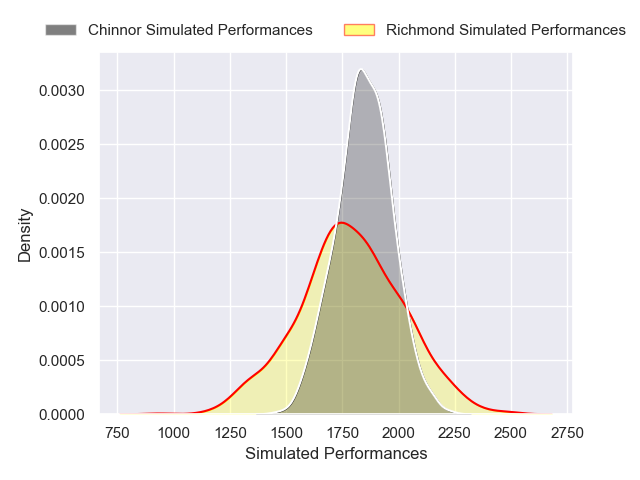 Chinnor Simulated Performances
Richmond Simulated Performances
0.0030
0.0025
0.0020
0.0015
0.0010
0.0005
0.0000
Density
750 1000 1250 1500 1750 2000 2250 2500 2750
Simulated Performances